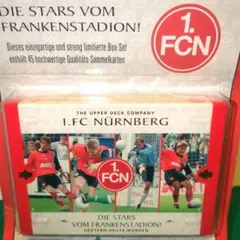 DIE STARS VOM
FRANKENSTADION!
Dieses einzigartige und streng limitierte Box-Set
enthält 45 hochwertige Qualitäts-Sammelkarten
1.
FCN
THE UPPER DECK COMPANY
1.FC NÜRNBERG
1.
FCN
DIE STARS
VOM FRANKENSTADION!
GESTERN·HEUTE·MORGEN